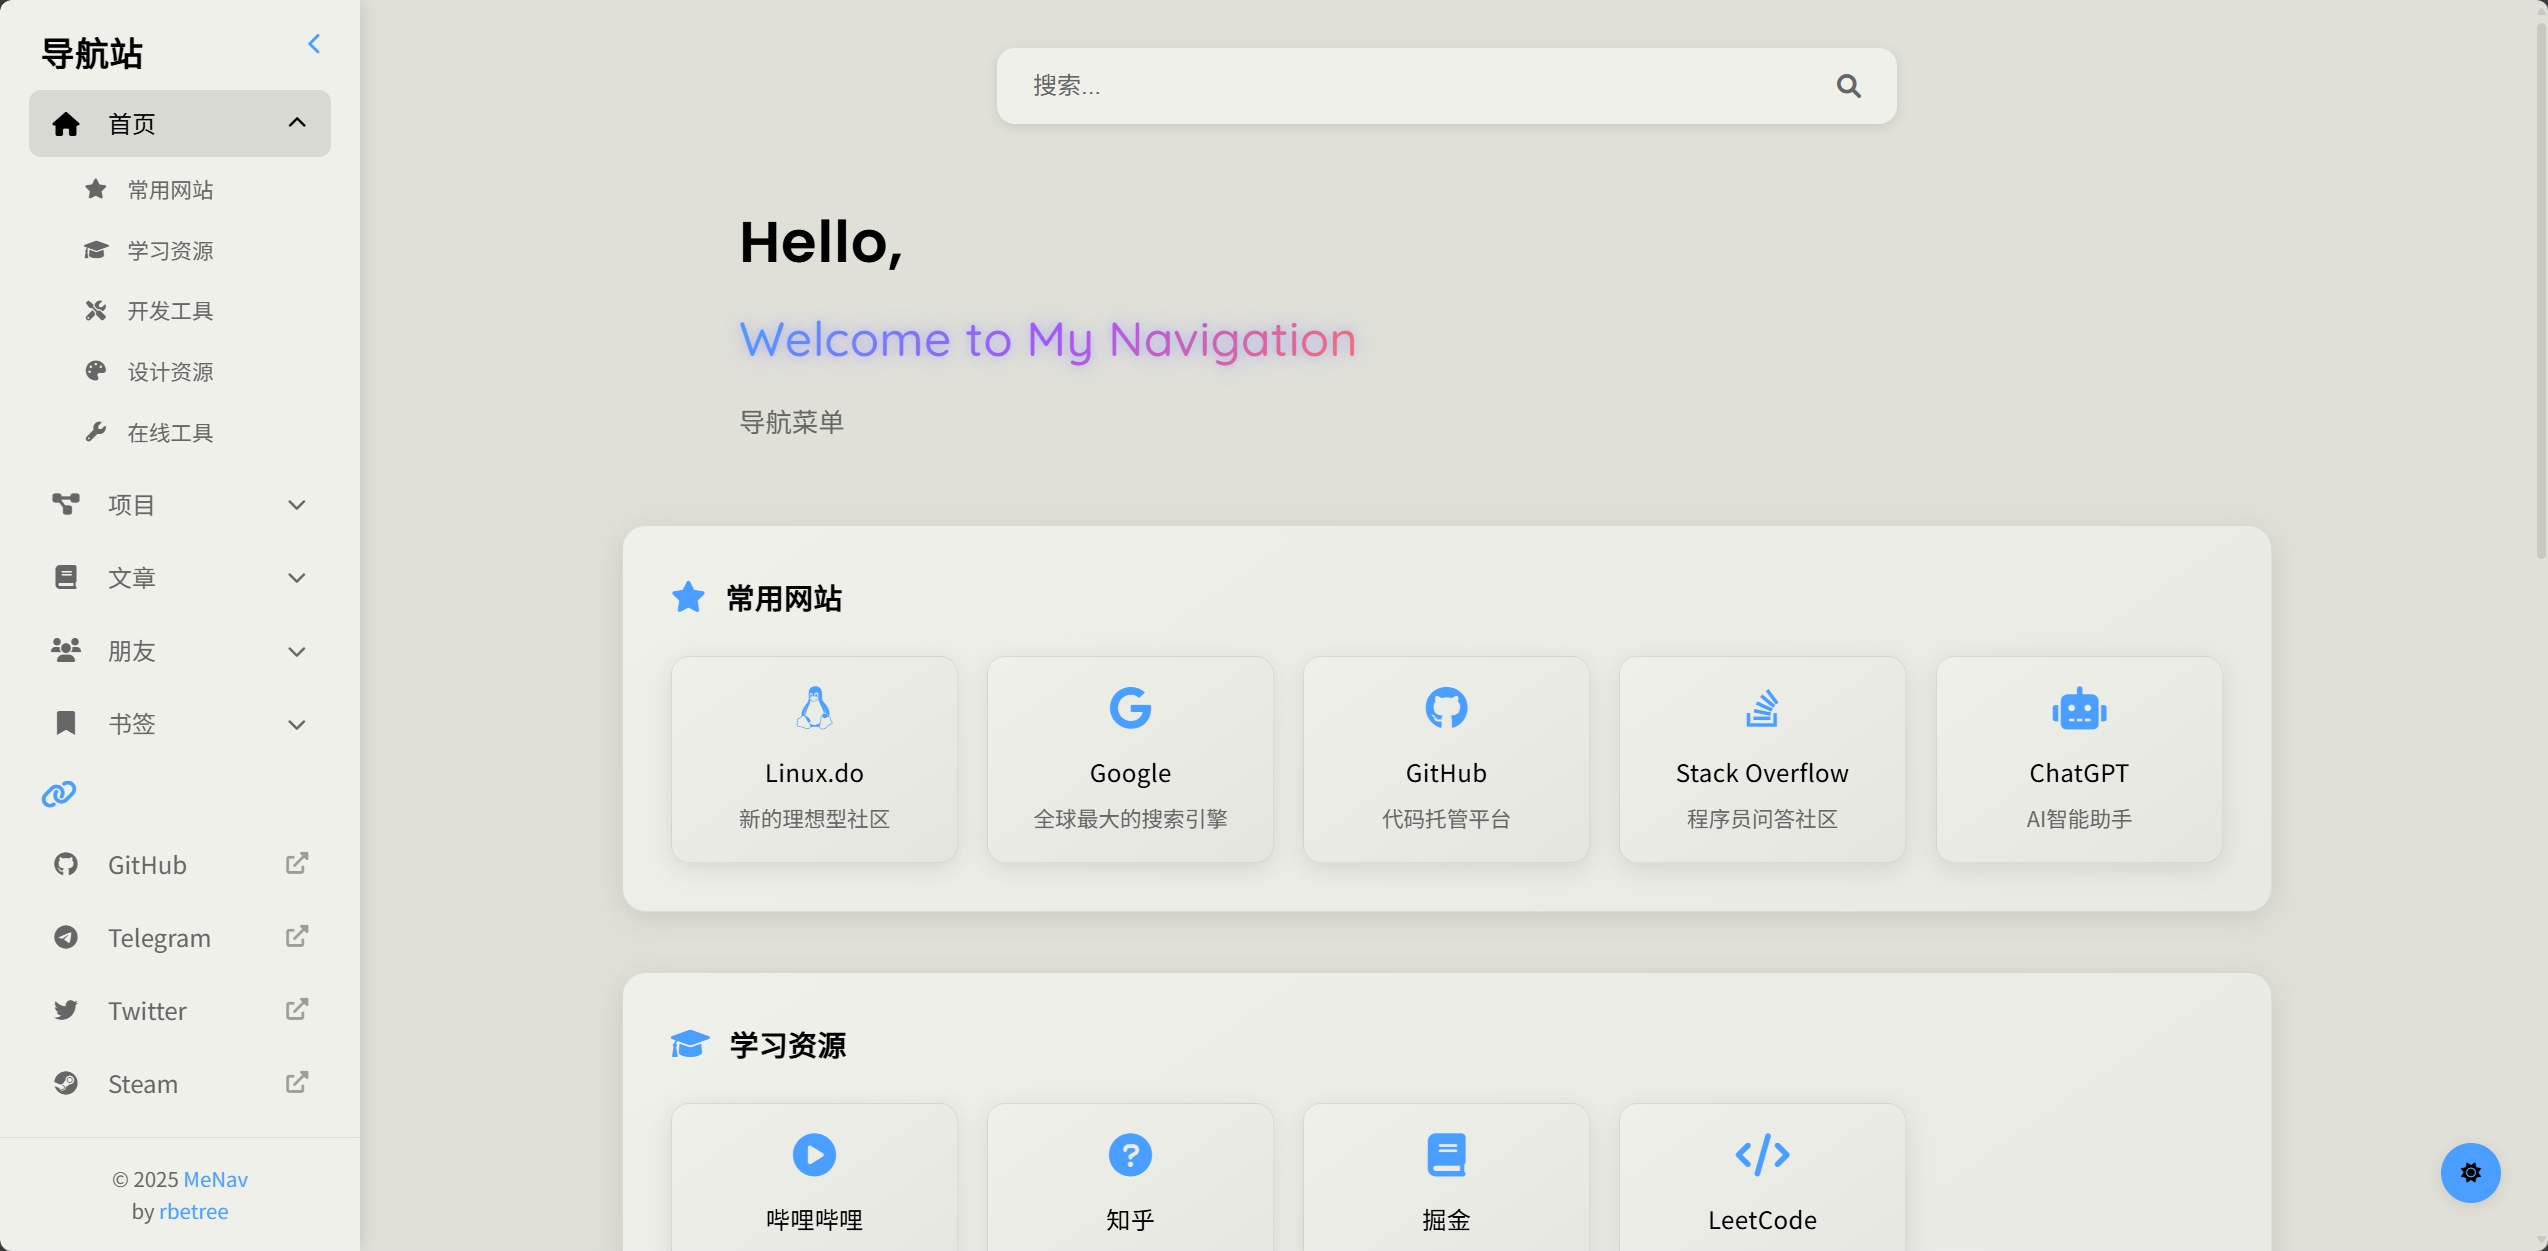 导航站
首页
常用网站
学习资源
开发工具
设计资源
在线工具
项目
文章
朋友
书签
GitHub
Telegram
Twitter
Steam
© 2025 MeNav
by rbetree
搜索...
Hello,
Welcome to My Navigation
导航菜单
常用网站
Linux.do
新的理想型社区
Google
全球最大的搜索引擎
GitHub
代码托管平台
Stack Overflow
程序员问答社区
ChatGPT
AI智能助手
学习资源
哔哩哔哩
知乎
掘金
LeetCode